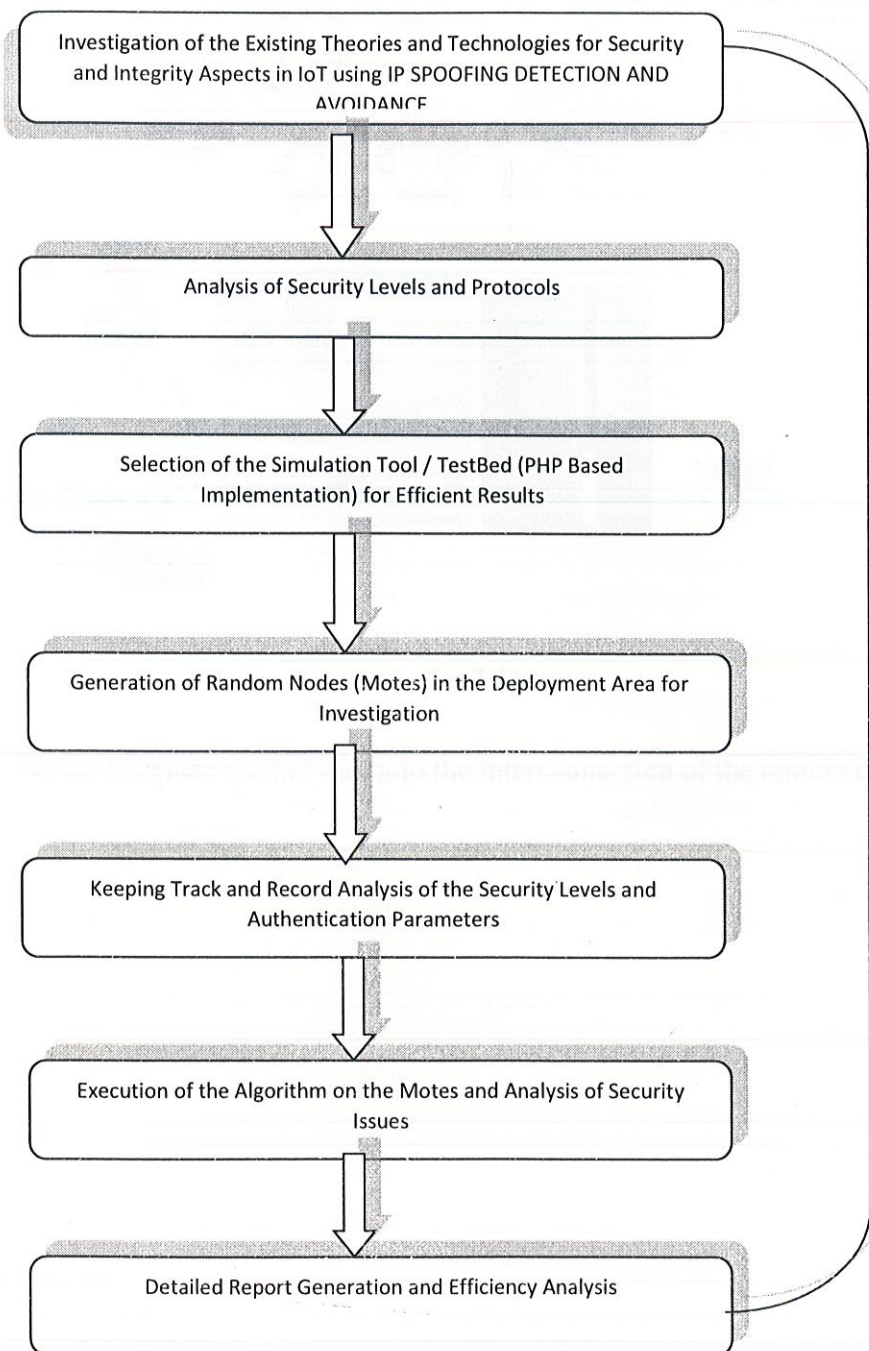 Investigation of the Existing Theories and Technologies for Security
and Integrity Aspects in IoT using IP SPOOFING DETECTION AND
AVOIDANCE
Analysis of Security Levels and Protocols
Selection of the Simulation Tool / TestBed (PHP Based
Implementation) for Efficient Results
Generation of Random Nodes (Motes) in the Deployment Area for
Investigation
Keeping Track and Record Analysis of the Security Levels and
Authentication Parameters
Execution of the Algorithm on the Motes and Analysis of Security
Issues
Detailed Report Generation and Efficiency Analysis